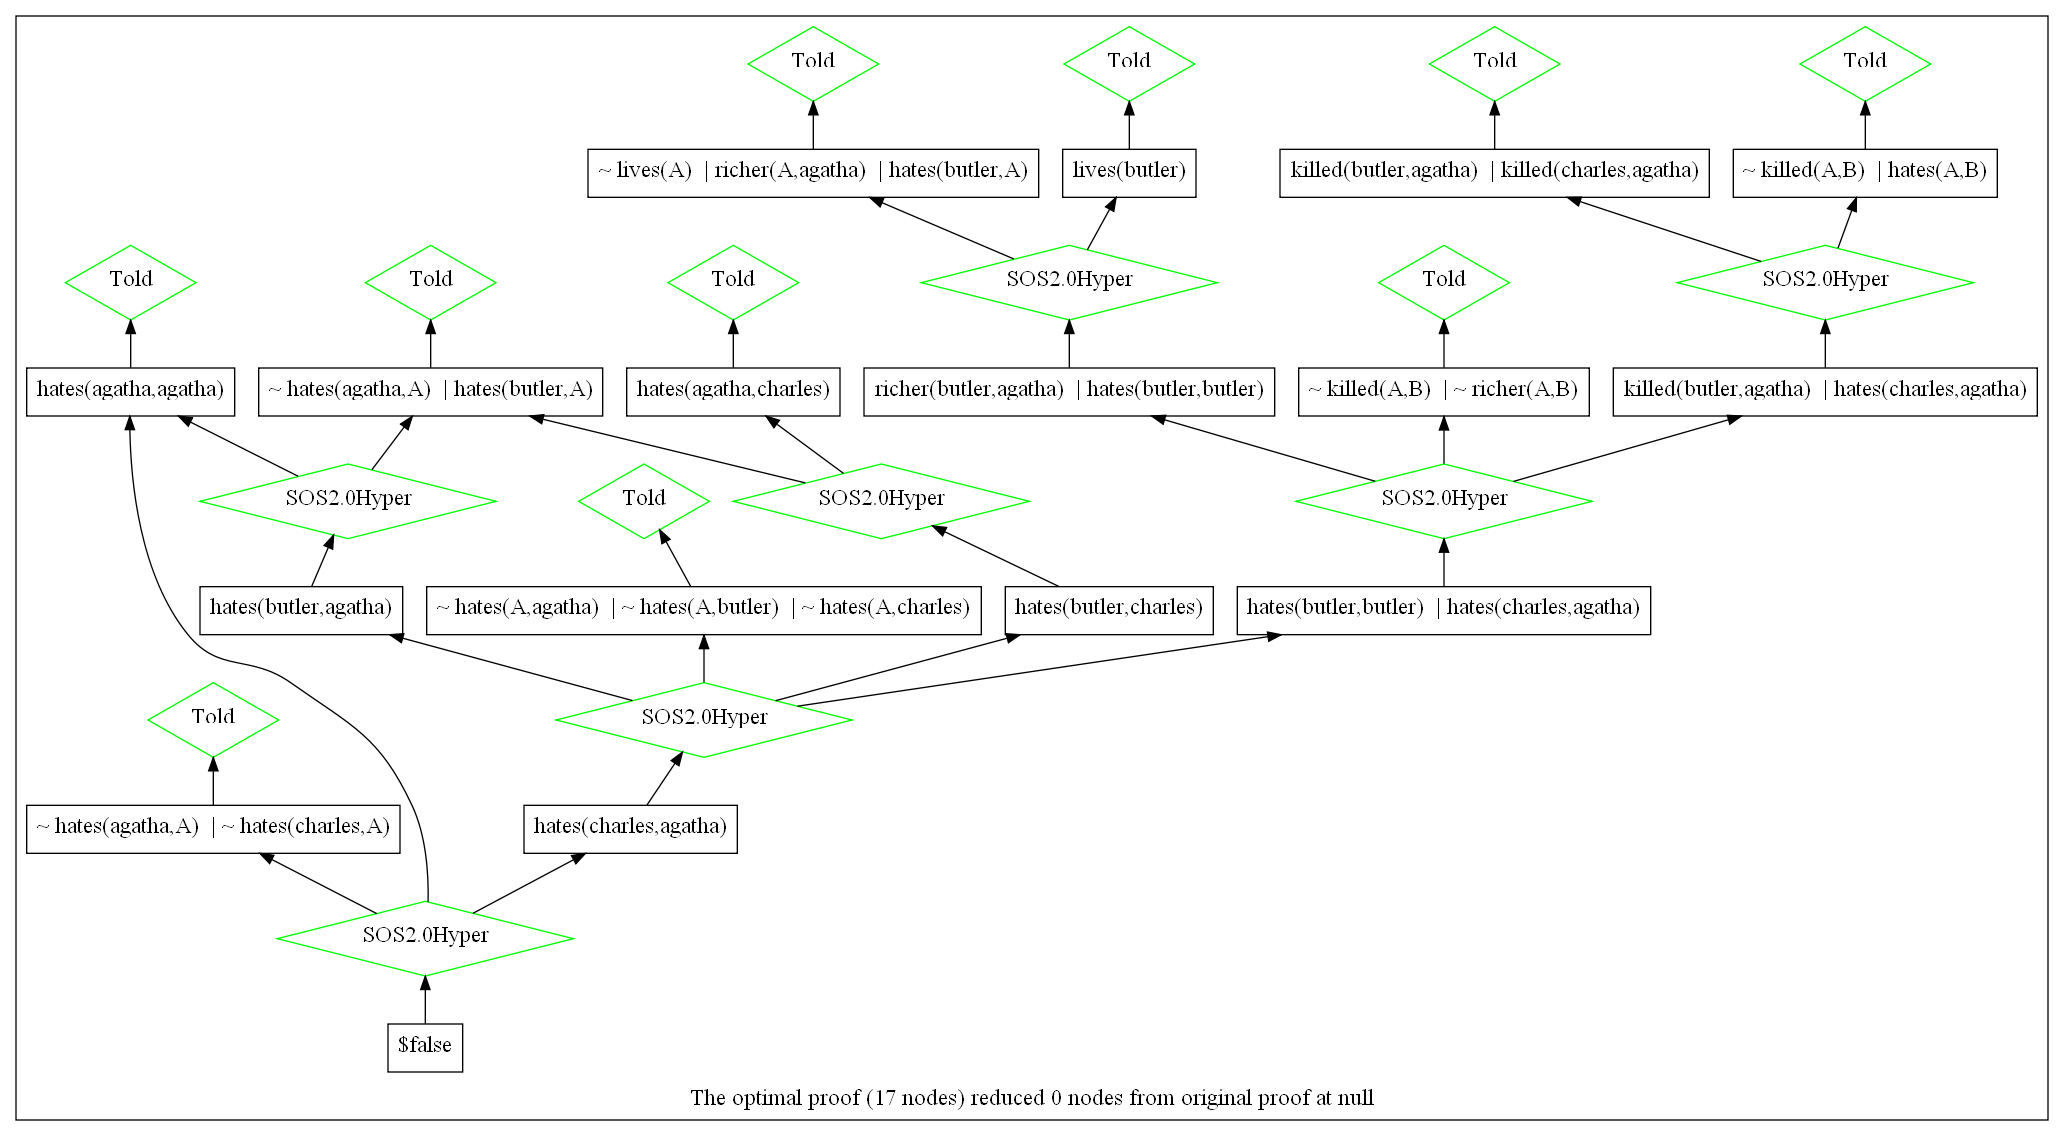 Told
Told
Told
Told
~ lives(A) | richer(A,agatha) | hates(butler,A)
lives(butler)
killed(butler,agatha) | killed(charles,agatha)
~ killed(A,B) | hates(A,B)
Told
Told
Told
SOS2.0Hyper
Told
SOS2.0Hyper
hates(agatha,agatha)
~ hates(agatha,A) | hates(butler,A)
hates(agatha,charles)
richer(butler,agatha) | hates(butler,butler)
~ killed(A,B) | ~ richer(A,B)
killed(butler,agatha) | hates(charles,agatha)
SOS2.0Hyper
Told
SOS2.0Hyper
SOS2.0Hyper
hates(butler,agatha)
~ hates(A,agatha) | ~ hates(A,butler) | ~ hates(A,charles)
hates(butler,charles)
hates(butler,butler) | hates(charles,agatha)
Told
SOS2.0Hyper
~ hates(agatha,A) | ~ hates(charles,A)
hates(charles,agatha)
SOS2.0Hyper
$false
The optimal proof (17 nodes) reduced 0 nodes from original proof at null